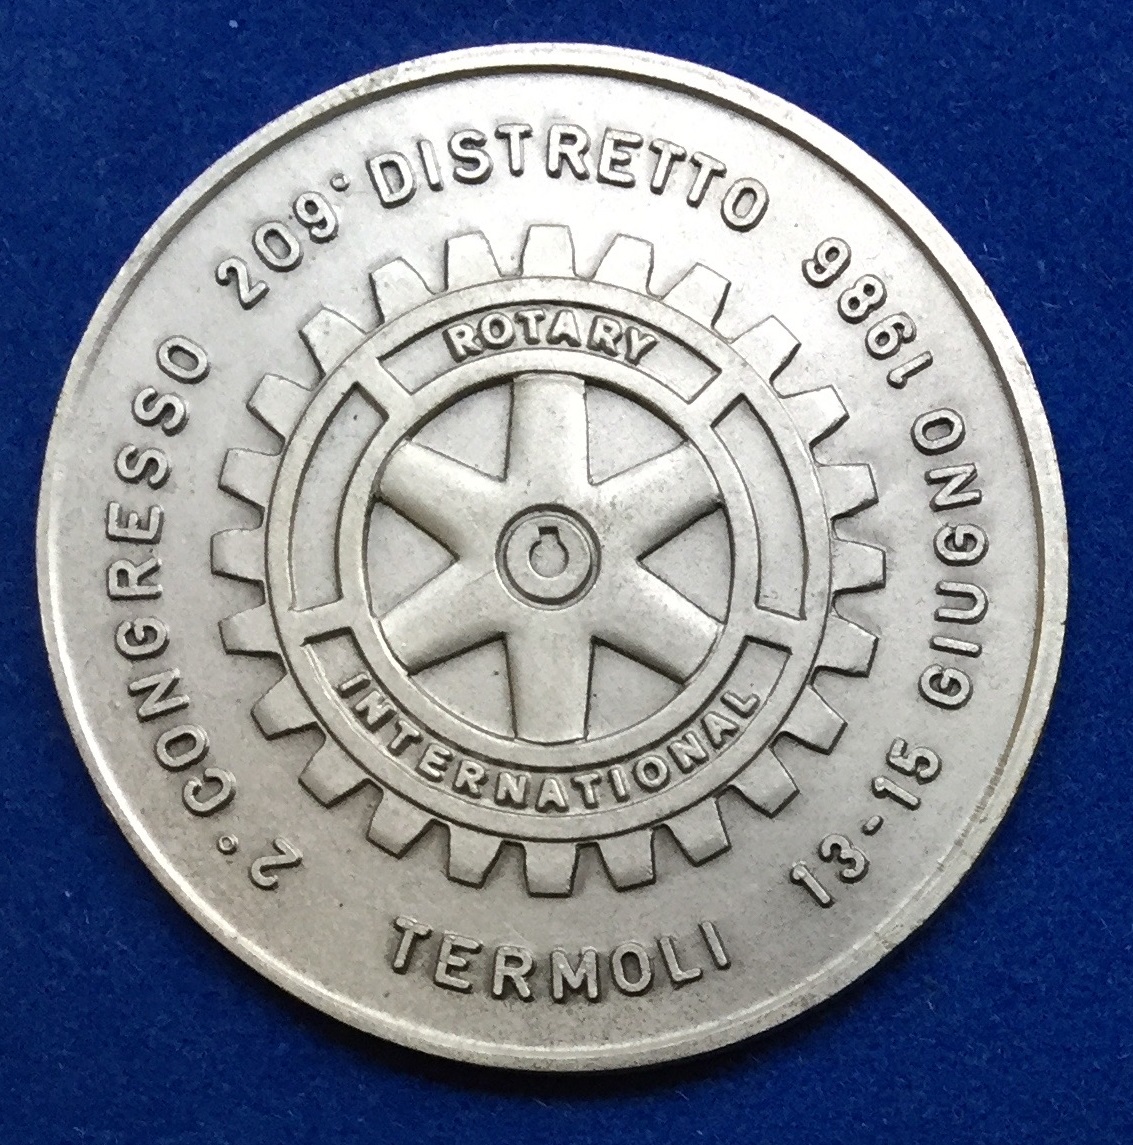 2° CONGRESSO 209° DISTRETTO
13-15 GIUGNO 1986
TERMOLI
ROTARY
INTERNATIONAL